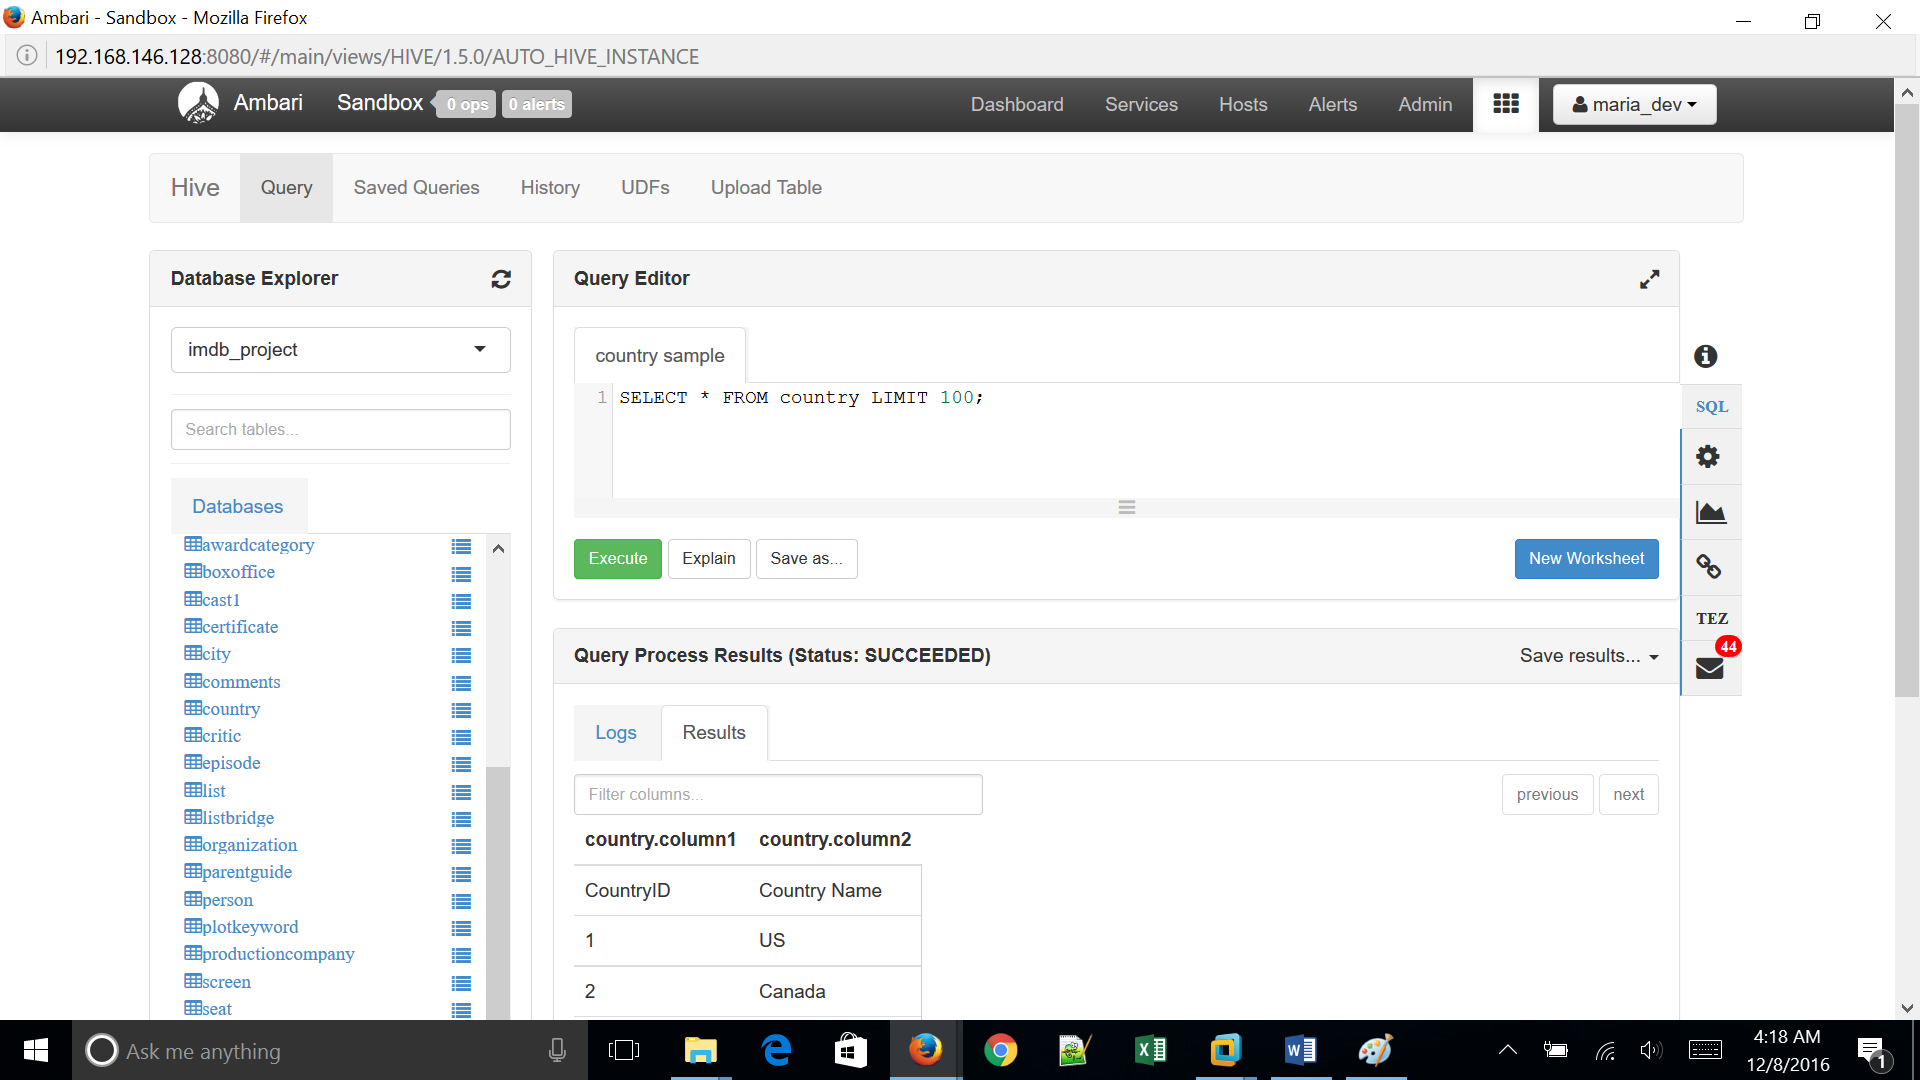 Ambari - Sandbox - Mozilla Firefox
192.168.146.128:8080/#/main/views/HIVE/1.5.0/AUTO_HIVE_INSTANCE
Ambari Sandbox 0 ops 0 alerts Dashboard Services Hosts Alerts Admin maria_dev
Hive Query Saved Queries History UDFs Upload Table
Database Explorer
imdb_project
Search tables...
Databases
awardcategory
boxoffice
cast1
certificate
city
comments
country
critic
episode
list
listbridge
organization
parentguide
person
plotkeyword
productioncompany
screen
seat
Query Editor
country sample
1 SELECT * FROM country LIMIT 100;
Execute Explain Save as... New Worksheet
SQL
TEZ
44
Query Process Results (Status: SUCCEEDED) Save results...
Logs Results
Filter columns... previous next
country.column1 country.column2
CountryID Country Name
1 US
2 Canada
Ask me anything
4:18 AM
12/8/2016
1